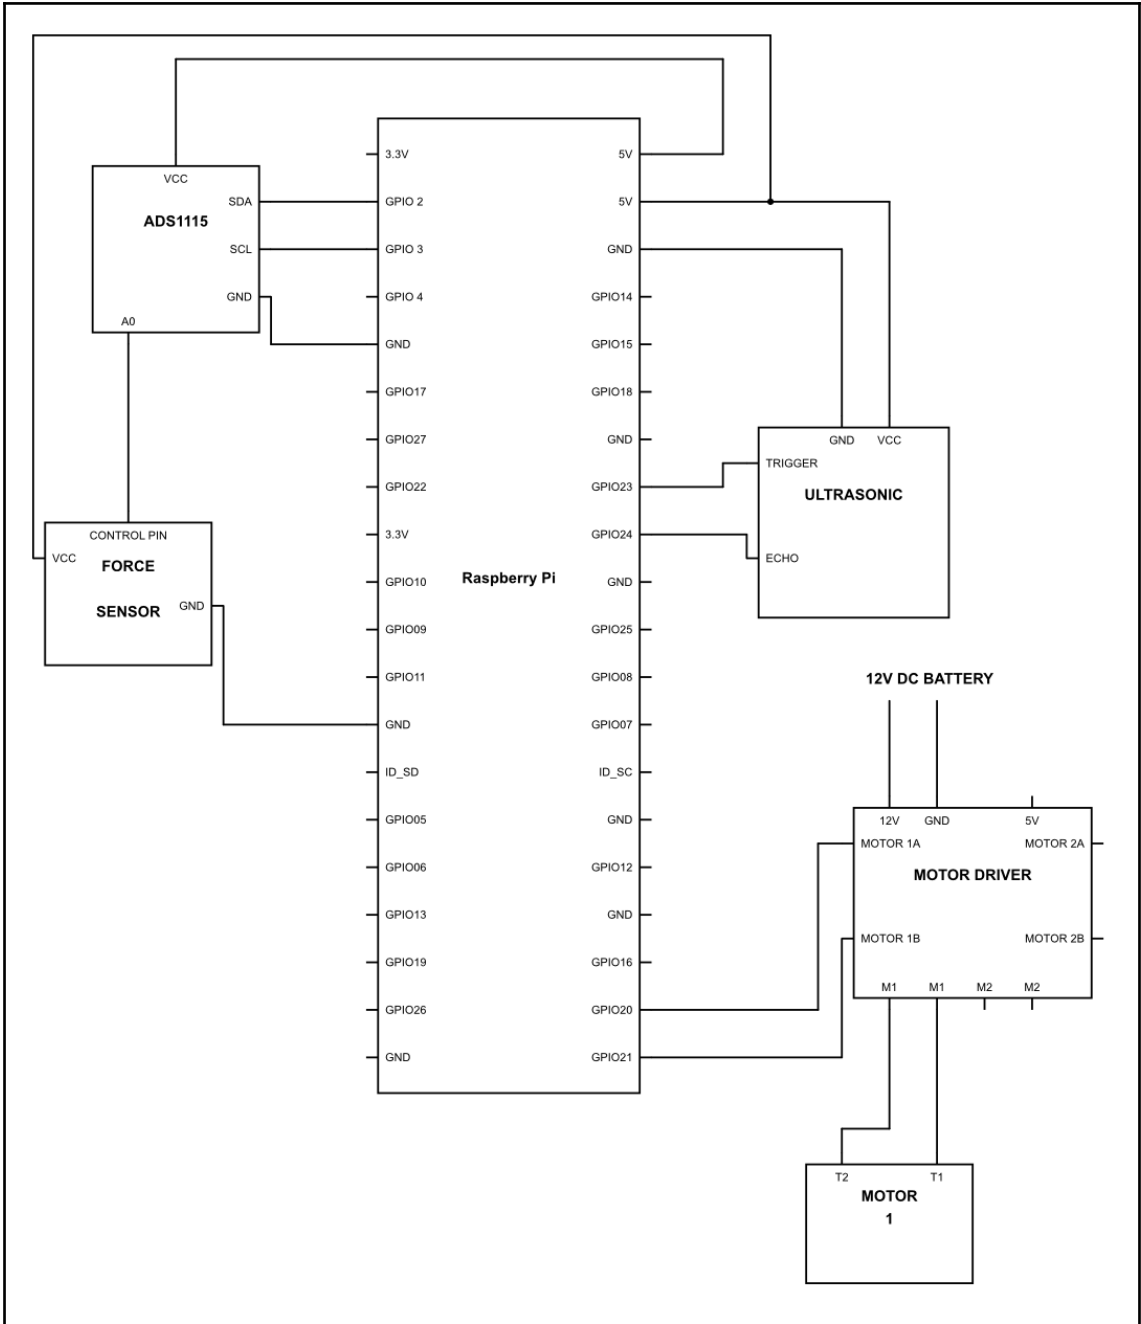 3.3V
5V
VCC
ADS1115
SDA
SCL
GND
A0
GPIO 2
GPIO 3
GPIO 4
GND
GPIO17
GPIO27
GPIO22
3.3V
GPIO10
GPIO09
GPIO11
GND
ID_SD
GPIO05
GPIO06
GPIO13
GPIO19
GPIO26
GND
Raspberry Pi
5V
GND
GPIO14
GPIO15
GPIO18
GND
GPIO23
GPIO24
GND
GPIO25
GPIO08
GPIO07
ID_SC
GND
GPIO12
GND
GPIO16
GPIO20
GPIO21
CONTROL PIN
VCC
FORCE
SENSOR
GND
GND VCC
TRIGGER
ULTRASONIC
ECHO
12V DC BATTERY
12V GND 5V
MOTOR 1A MOTOR 2A
MOTOR DRIVER
MOTOR 1B MOTOR 2B
M1 M1 M2 M2
T2 T1
MOTOR
1